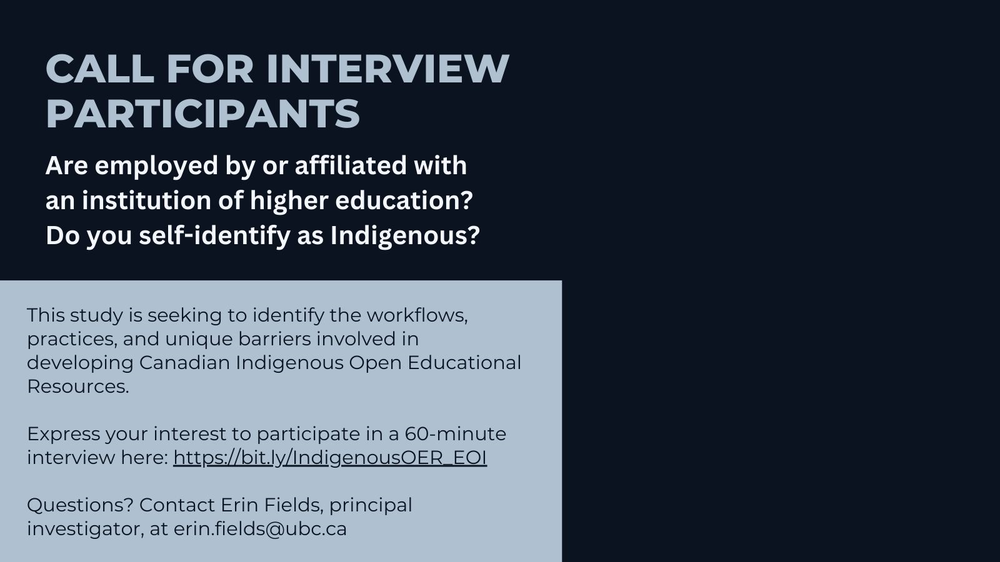 CALL FOR INTERVIEW
PARTICIPANTS
Are employed by or affiliated with
an institution of higher education?
Do you self-identify as Indigenous?
This study is seeking to identify the workflows,
practices, and unique barriers involved in
developing Canadian Indigenous Open Educational
Resources.
Express your interest to participate in a 60-minute
interview here: https://bit.ly/IndigenousOER_EOI
Questions? Contact Erin Fields, principal
investigator, at erin.fields@ubc.ca